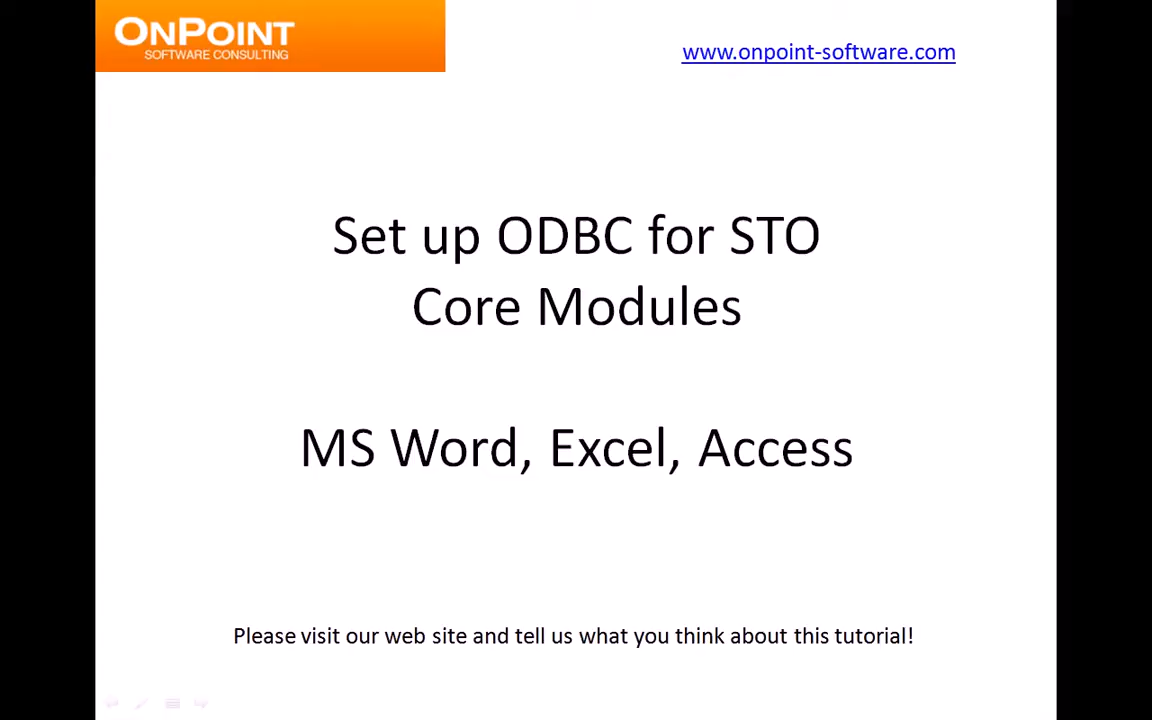 ONPOINT
SOFTWARE CONSULTING
www.onpoint-software.com
Set up ODBC for STO
Core Modules
MS Word, Excel, Access
Please visit our web site and tell us what you think about this tutorial!